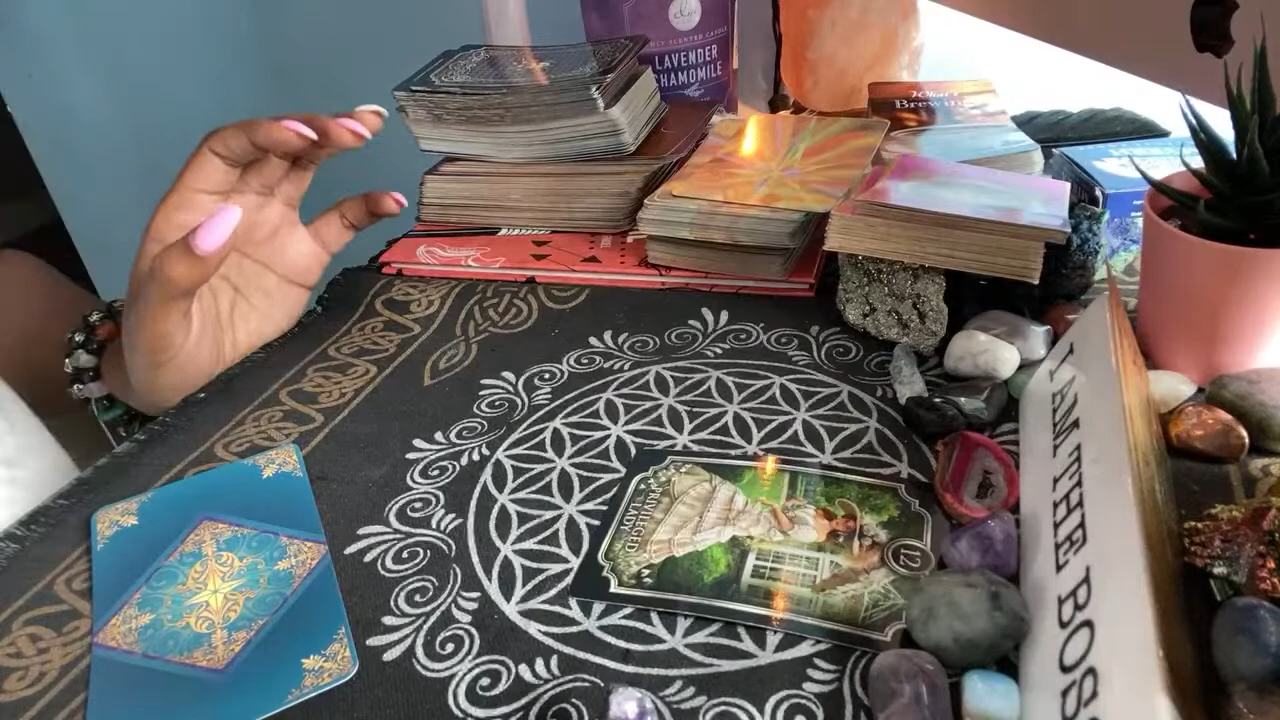 LAVENDER
CHAMOMILE
What's
Brewing
PRIVILEGED
LADY
12
I AM THE BOSS